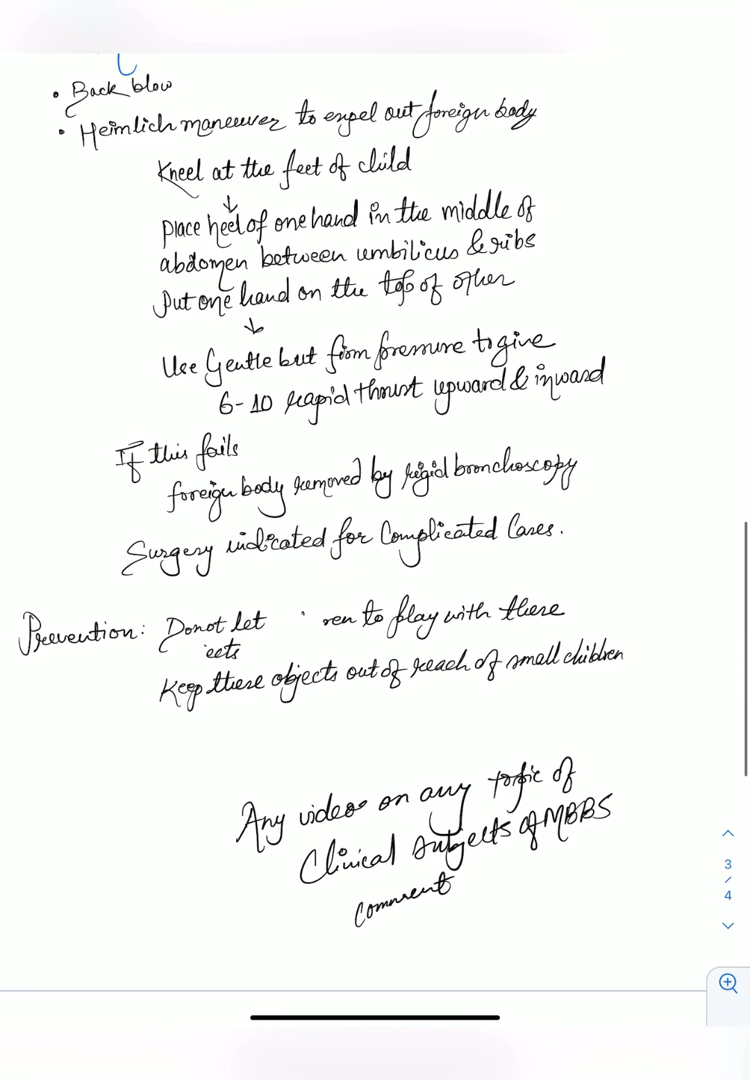 • Back blow
• Heimlich maneuver to expel out foreign body
Kneel at the feet of child
↓
Place heel of one hand in the middle of
abdomen between umbilicus & ribs
Put one hand on the top of other
↓
Use Gentle but firm pressure to give
6-10 rapid thrust upward & inward
If this fails
foreign body removed by rigid bronchoscopy
Surgery indicated for Complicated Cases.
Prevention: Donot let ren to play with these
ects
Keep these objects out of reach of small children
Any video on any topic of
Clinical subjects of MBBS
comment
3
/
4